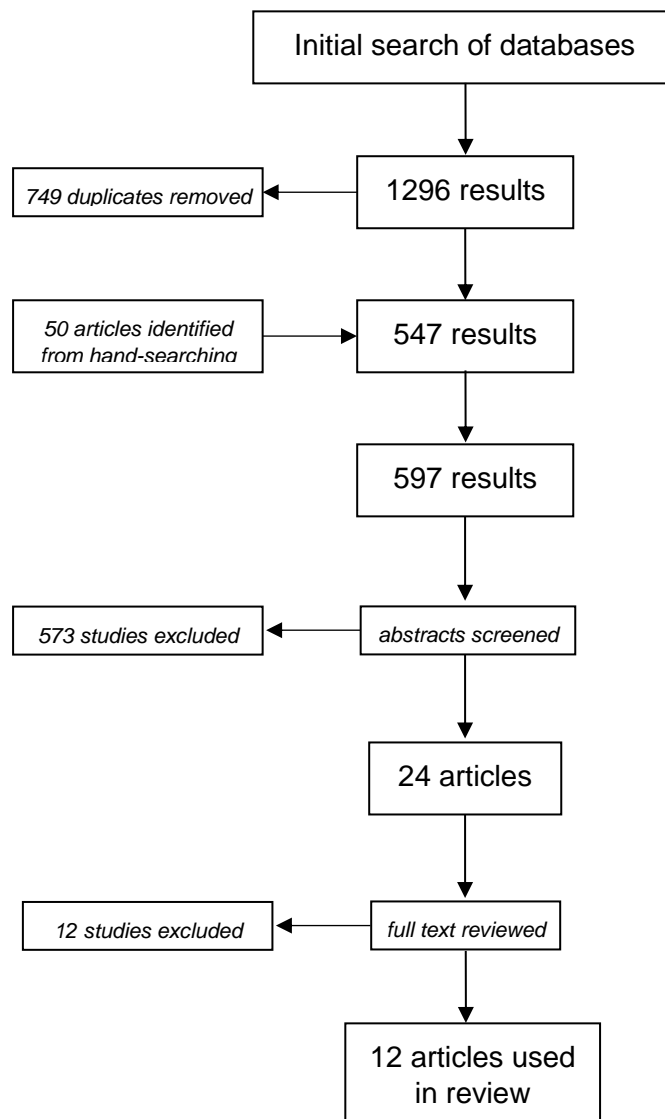 Initial search of databases
1296 results
749 duplicates removed
547 results
50 articles identified
from hand-searching
597 results
abstracts screened
573 studies excluded
24 articles
full text reviewed
12 studies excluded
12 articles used
in review